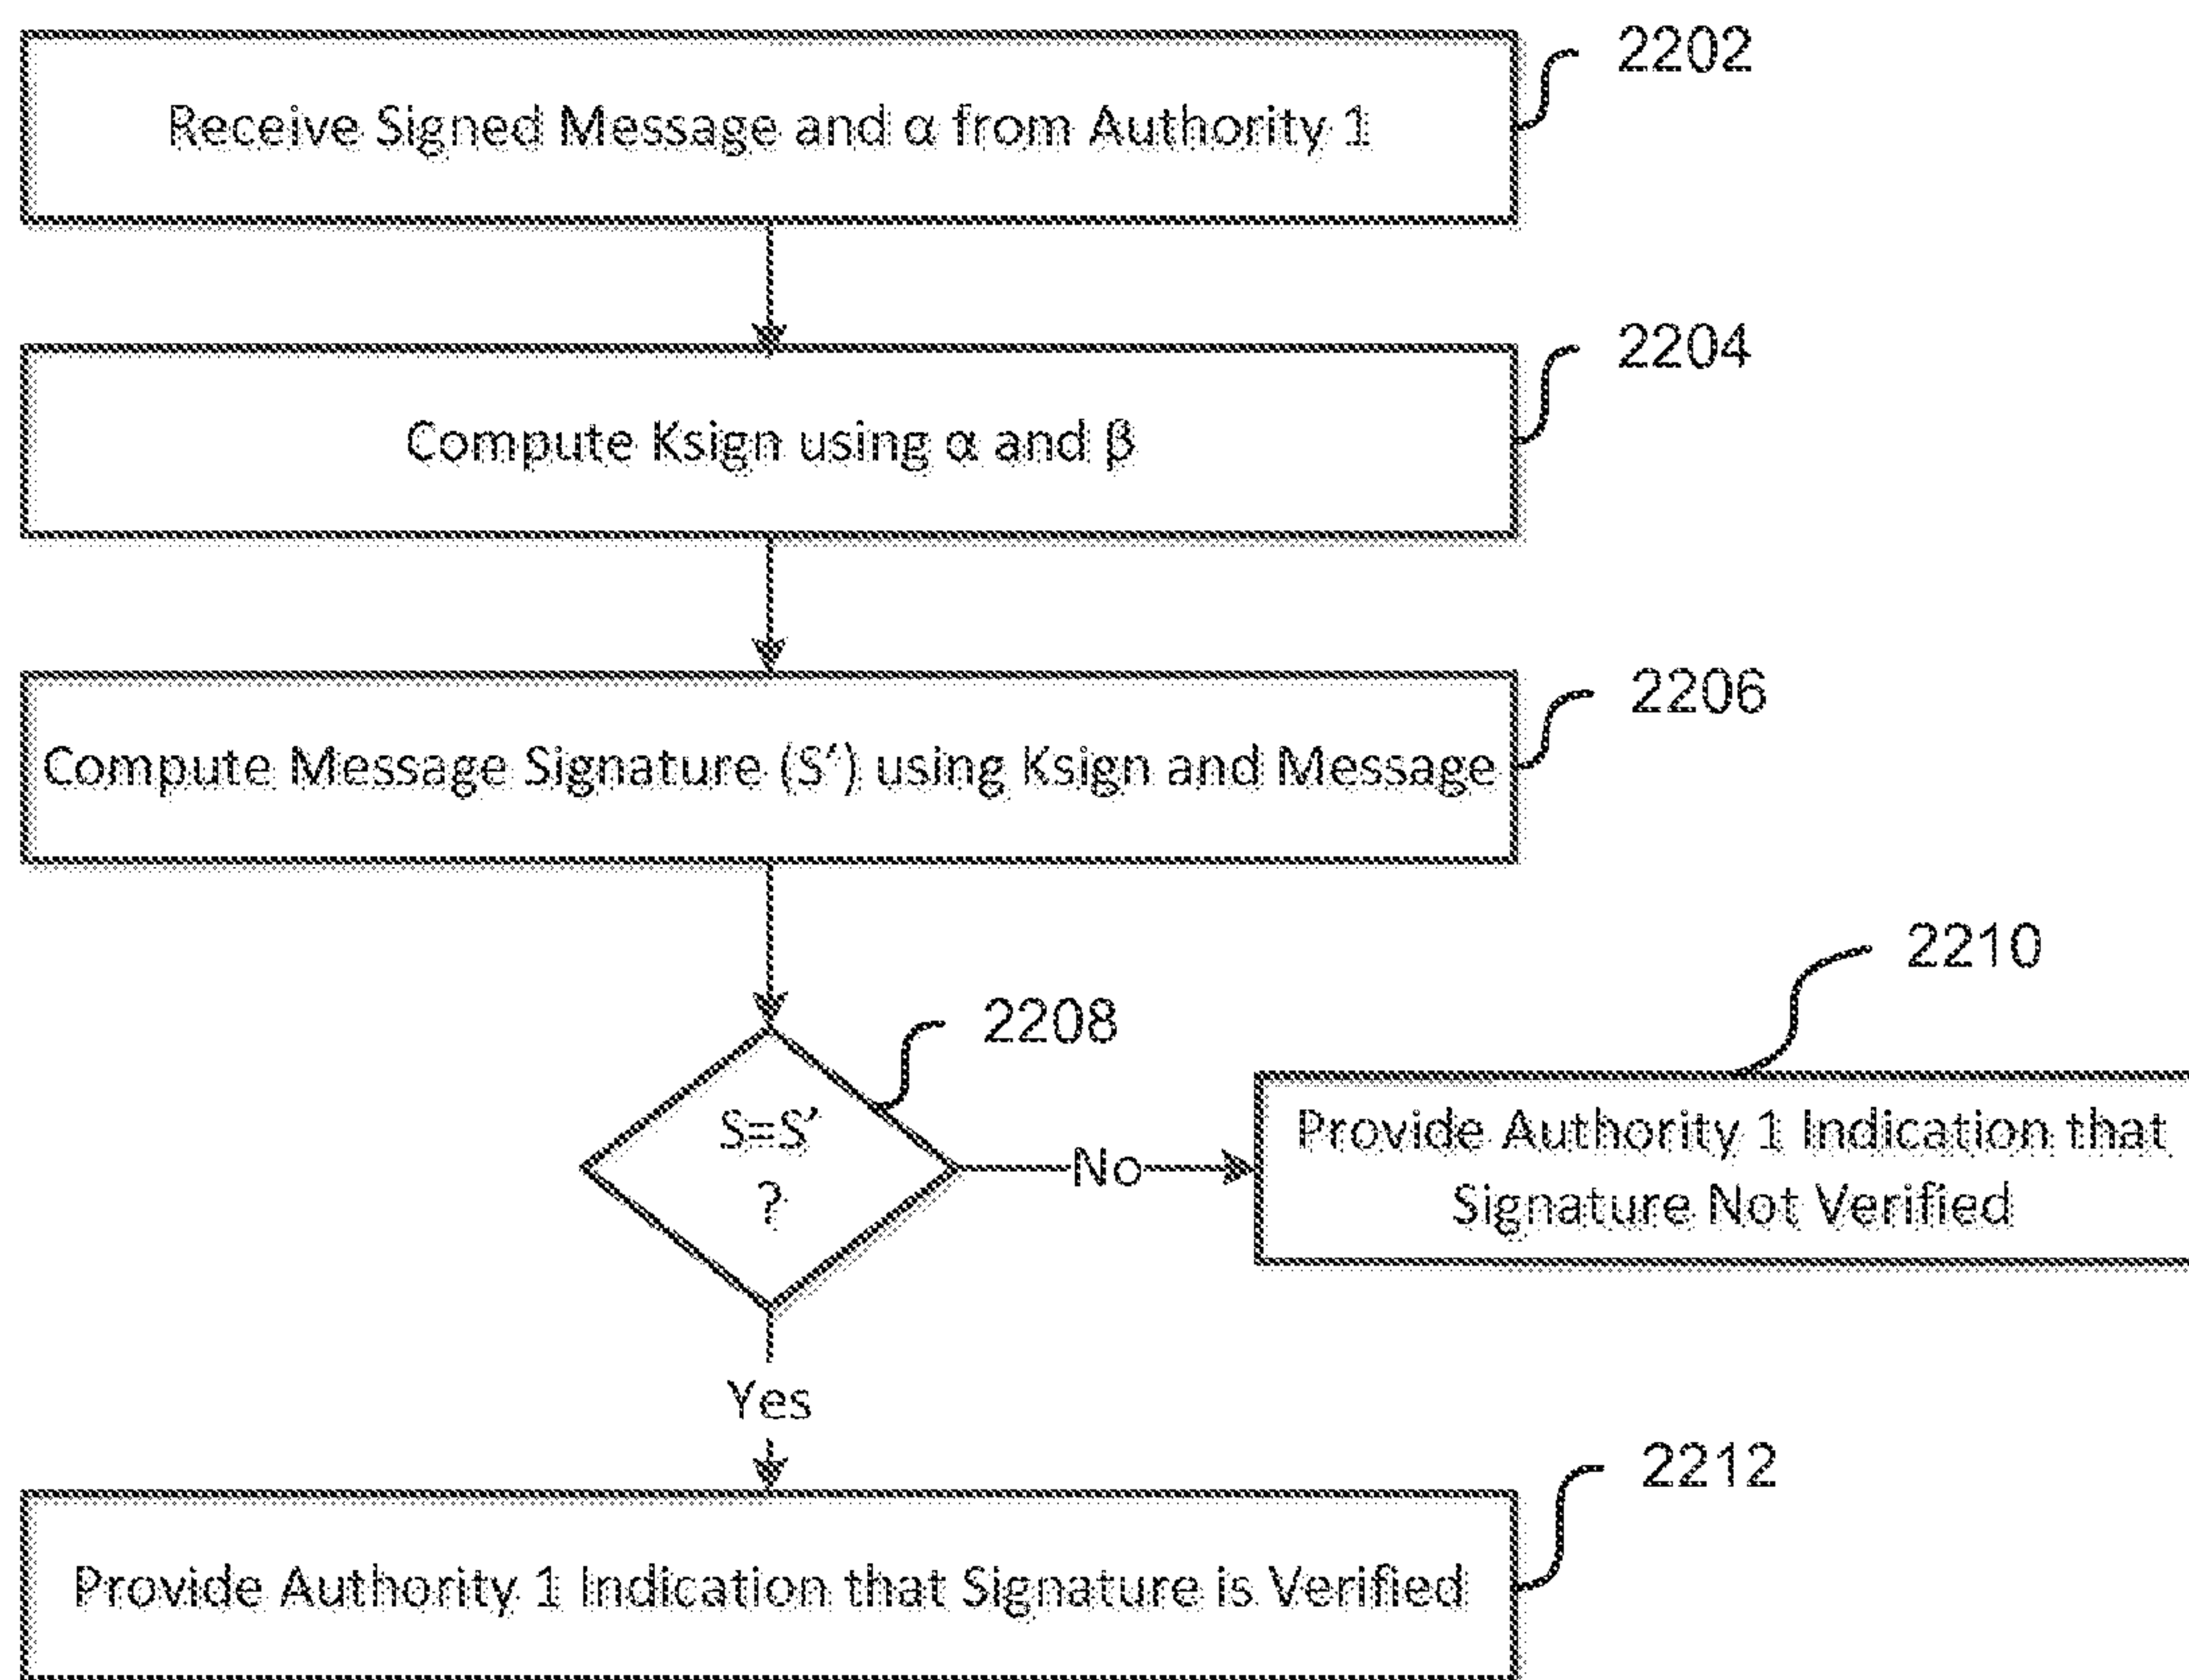 2202
Receive Signed Message and α from Authority 1
2204
Compute Ksign using α and β
2206
Compute Message Signature (S') using Ksign and Message
2208
S=S'
?
2210
No
Provide Authority 1 Indication that
Signature Not Verified
Yes
2212
Provide Authority 1 Indication that Signature is Verified